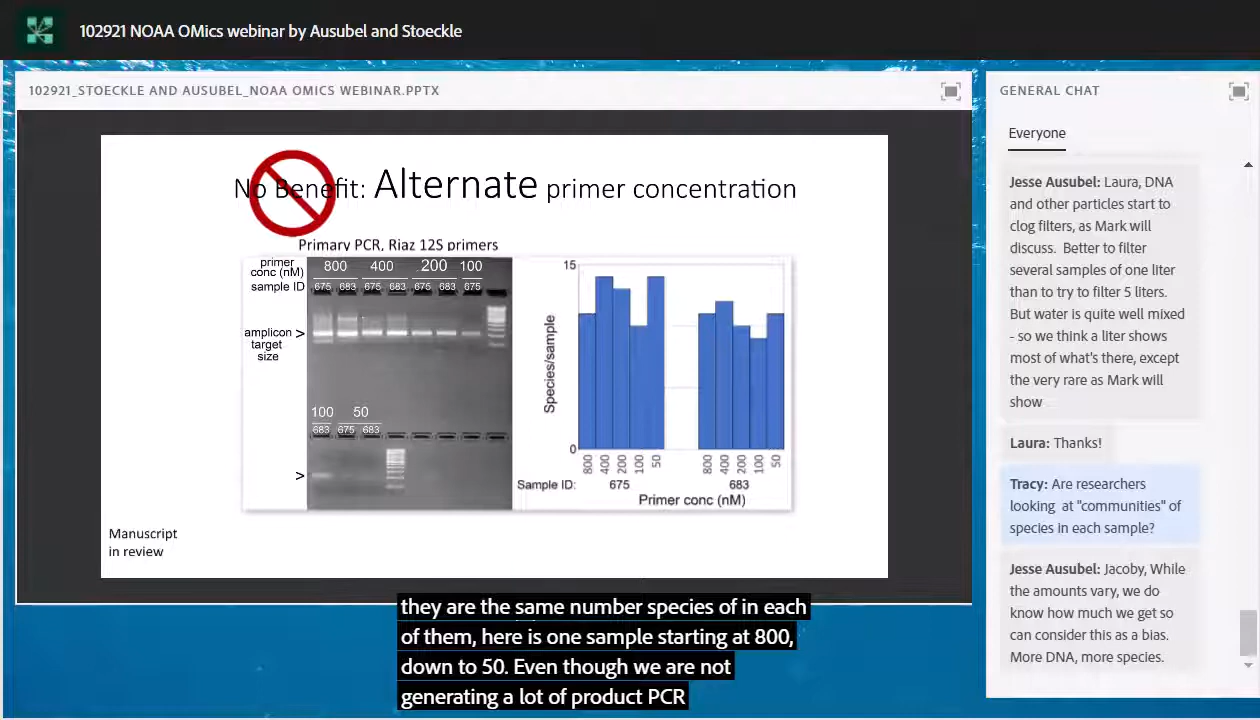 102921 NOAA OMics webinar by Ausubel and Stoeckle
102921_STOECKLE AND AUSUBEL_NOAA OMICS WEBINAR.PPTX
No Benefit: Alternate primer concentration
Primary PCR, Riaz 12S primers
primer
conc (nM)
800 400 200 100
sample ID
675 683 675 683 675 683 675
amplicon >
target
size
100 50
683 675 683
>
15
Species/sample
0
800 400 200 100 50 800 400 200 100 50
Sample ID: 675 683
Primer conc (nM)
Manuscript
in review
they are the same number species of in each
of them, here is one sample starting at 800,
down to 50. Even though we are not
generating a lot of product PCR
GENERAL CHAT
Everyone
Jesse Ausubel: Laura, DNA
and other particles start to
clog filters, as Mark will
discuss. Better to filter
several samples of one liter
than to try to filter 5 liters.
But water is quite well mixed
- so we think a liter shows
most of what's there, except
the very rare as Mark will
show
Laura: Thanks!
Tracy: Are researchers
looking at "communities" of
species in each sample?
Jesse Ausubel: Jacoby, While
the amounts vary, we do
know how much we get so
can consider this as a bias.
More DNA, more species.